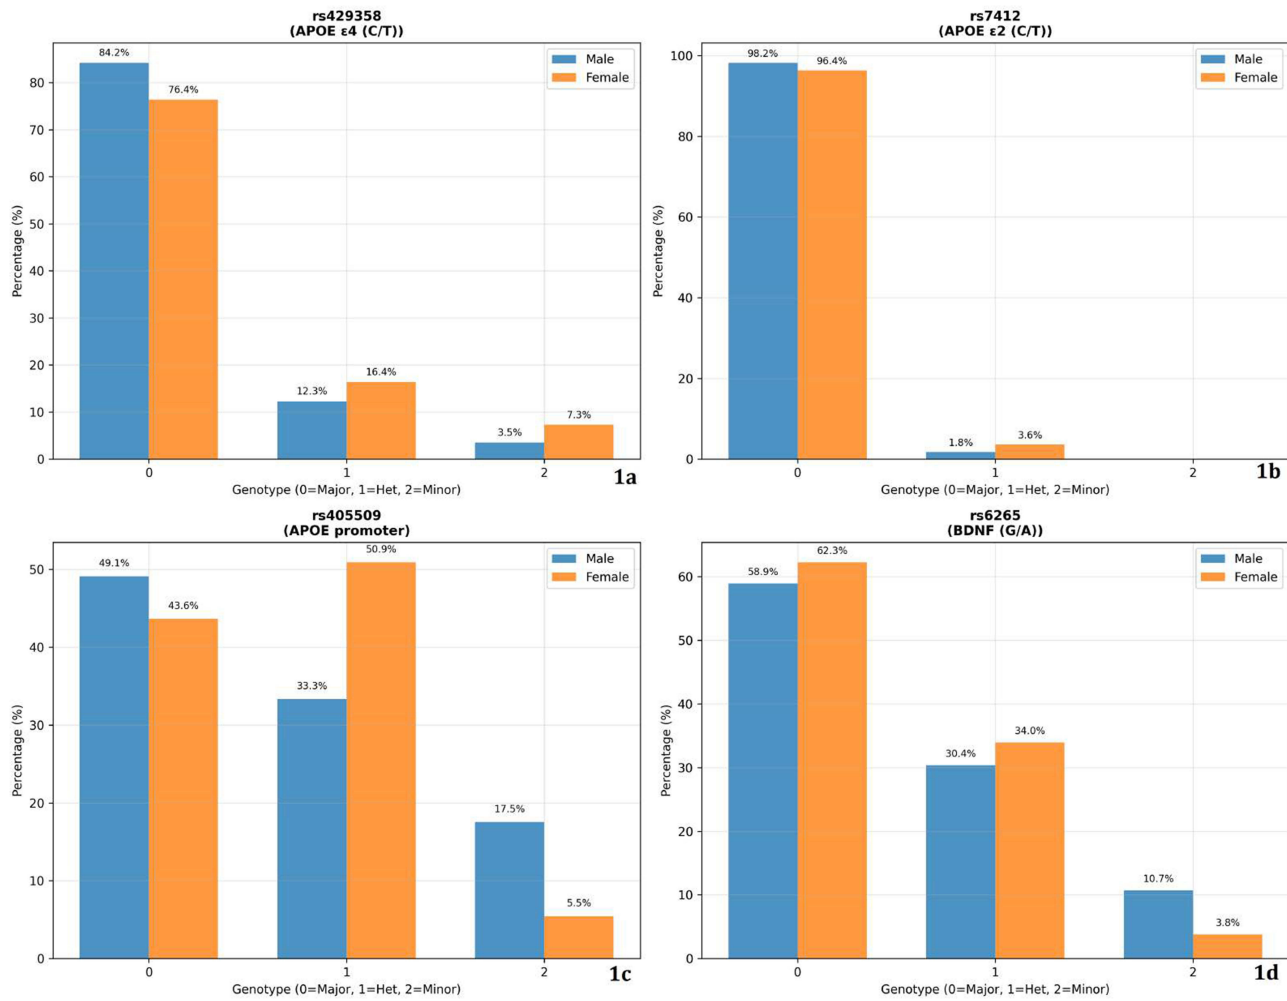 rs429358
(APOE ε4 (C/T))
84.2%
76.4%
12.3%
16.4%
3.5%
7.3%
Male
Female
80
70
60
50
40
30
20
10
0
Percentage (%)
0 1 2
Genotype (0=Major, 1=Het, 2=Minor)
1a
rs7412
(APOE ε2 (C/T))
98.2%
96.4%
1.8%
3.6%
Male
Female
100
80
60
40
20
0
Percentage (%)
0 1 2
Genotype (0=Major, 1=Het, 2=Minor)
1b
rs405509
(APOE promoter)
49.1%
43.6%
33.3%
50.9%
17.5%
5.5%
Male
Female
50
40
30
20
10
0
Percentage (%)
0 1 2
Genotype (0=Major, 1=Het, 2=Minor)
1c
rs6265
(BDNF (G/A))
58.9%
62.3%
30.4%
34.0%
10.7%
3.8%
Male
Female
60
50
40
30
20
10
0
Percentage (%)
0 1 2
Genotype (0=Major, 1=Het, 2=Minor)
1d